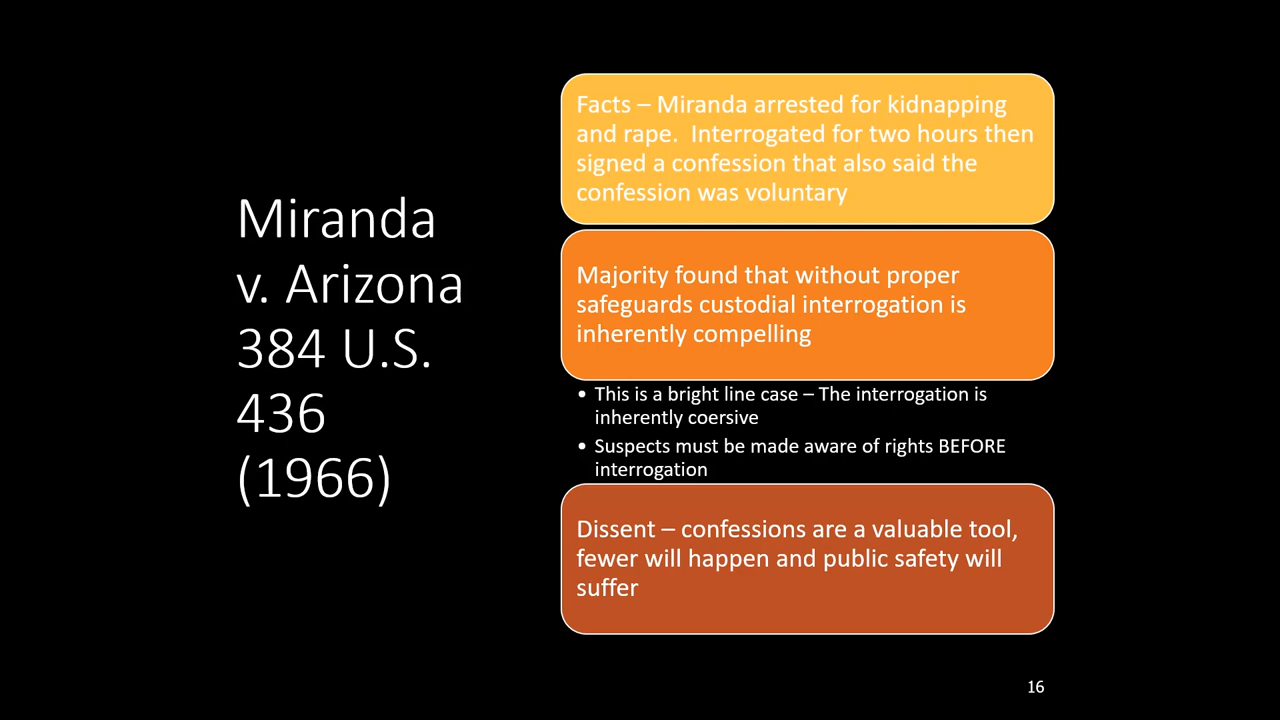 Miranda
v. Arizona
384 U.S.
436
(1966)
Facts – Miranda arrested for kidnapping
and rape.  Interrogated for two hours then
signed a confession that also said the
confession was voluntary
Majority found that without proper
safeguards custodial interrogation is
inherently compelling
• This is a bright line case – The interrogation is
inherently coersive
• Suspects must be made aware of rights BEFORE
interrogation
Dissent – confessions are a valuable tool,
fewer will happen and public safety will
suffer
16